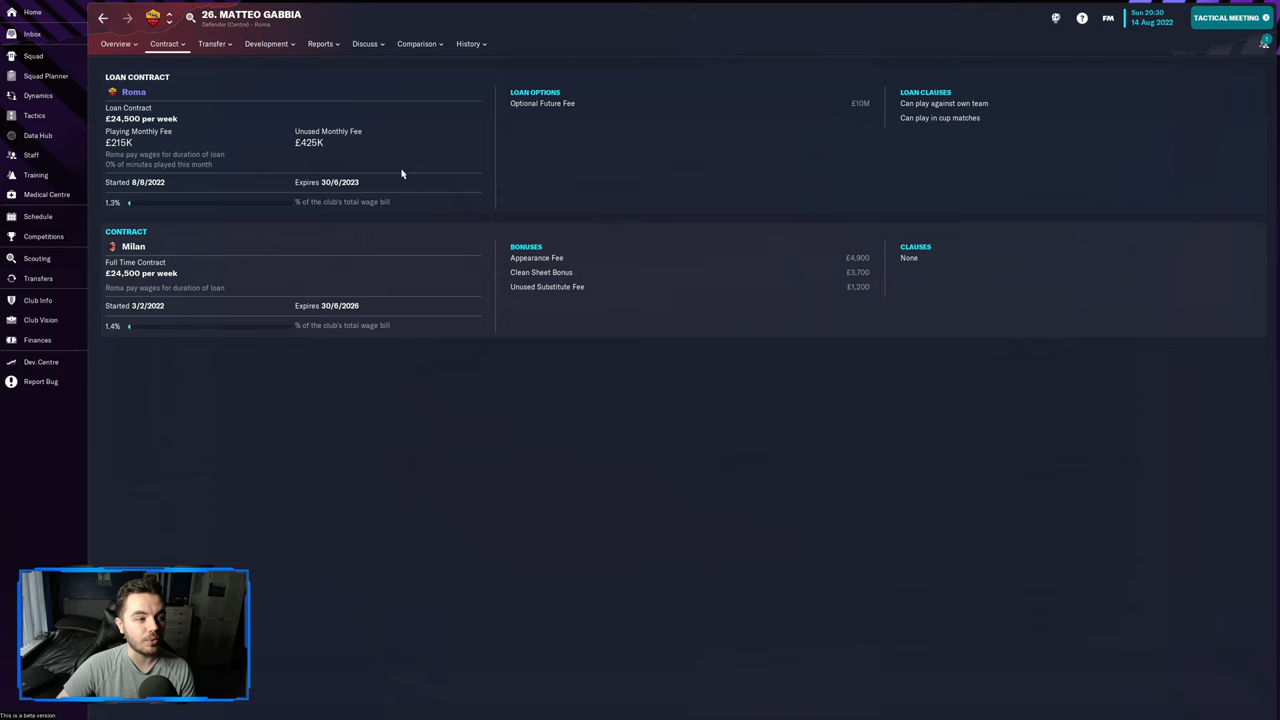 Home
Inbox
Squad
Squad Planner
Dynamics
Tactics
Data Hub
Staff
Training
Medical Centre
Schedule
Competitions
Scouting
Transfers
Club Info
Club Vision
Finances
Dev. Centre
Report Bug
This is a beta version
26. MATTEO GABBIA
Defender (Centre) - Roma
FM
Sun 20:30
14 Aug 2022
TACTICAL MEETING
1
Overview Contract Transfer Development Reports Discuss Comparison History
LOAN CONTRACT
Roma
Loan Contract
£24,500 per week
Playing Monthly Fee Unused Monthly Fee
£215K £425K
Roma pay wages for duration of loan
0% of minutes played this month
Started 8/8/2022 Expires 30/6/2023
1.3% % of the club's total wage bill
LOAN OPTIONS
Optional Future Fee £10M
LOAN CLAUSES
Can play against own team
Can play in cup matches
CONTRACT
Milan
Full Time Contract
£24,500 per week
Roma pay wages for duration of loan
Started 3/2/2022 Expires 30/6/2026
1.4% % of the club's total wage bill
BONUSES
Appearance Fee £4,900
Clean Sheet Bonus £3,700
Unused Substitute Fee £1,200
CLAUSES
None